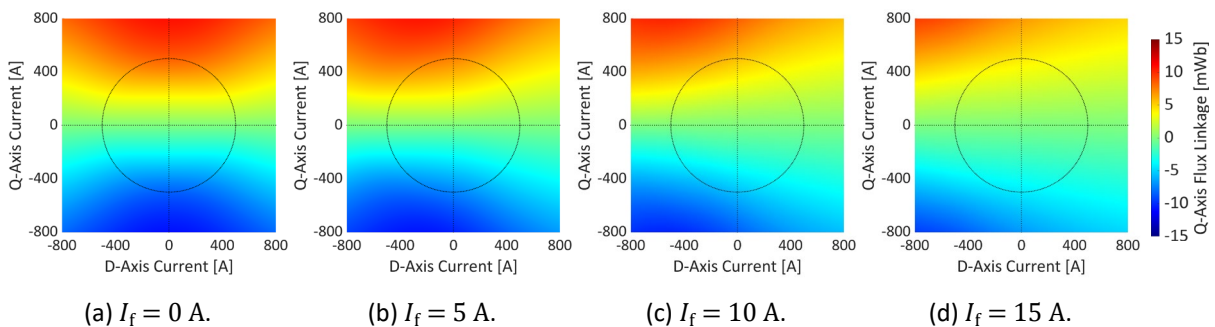 800
400
0
-400
-800
Q-Axis Current [A]
-800 -400 0 400 800
D-Axis Current [A]
(a) I_f = 0 A.
800
400
0
-400
-800
Q-Axis Current [A]
-800 -400 0 400 800
D-Axis Current [A]
(b) I_f = 5 A.
800
400
0
-400
-800
Q-Axis Current [A]
-800 -400 0 400 800
D-Axis Current [A]
(c) I_f = 10 A.
800
400
0
-400
-800
Q-Axis Current [A]
-800 -400 0 400 800
D-Axis Current [A]
(d) I_f = 15 A.
15
10
5
0
-5
-10
-15
Q-Axis Flux Linkage [mWb]